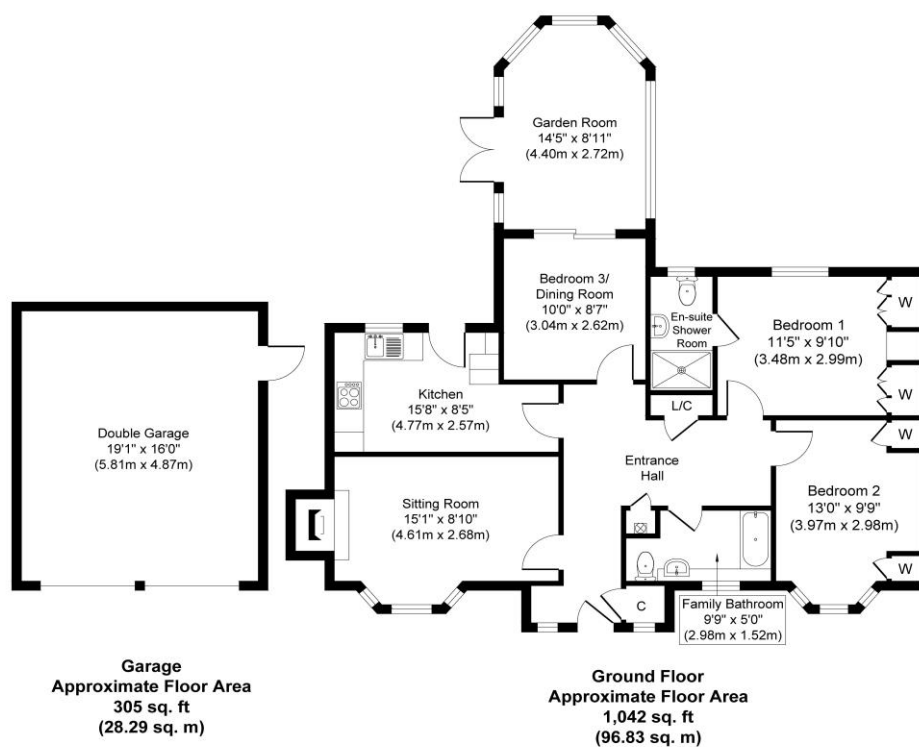 Garden Room
14'5" x 8'11"
(4.40m x 2.72m)
Bedroom 3/
Dining Room
10'0" x 8'7"
(3.04m x 2.62m)
En-suite
Shower
Room
Bedroom 1
11'5" x 9'10"
(3.48m x 2.99m)
W
W
Kitchen
15'8" x 8'5"
(4.77m x 2.57m)
L/C
Double Garage
19'1" x 16'0"
(5.81m x 4.87m)
W
Entrance
Hall
Sitting Room
15'1" x 8'10"
(4.61m x 2.68m)
Bedroom 2
13'0" x 9'9"
(3.97m x 2.98m)
W
C
Family Bathroom
9'9" x 5'0"
(2.98m x 1.52m)
Garage
Approximate Floor Area
305 sq. ft
(28.29 sq. m)
Ground Floor
Approximate Floor Area
1,042 sq. ft
(96.83 sq. m)